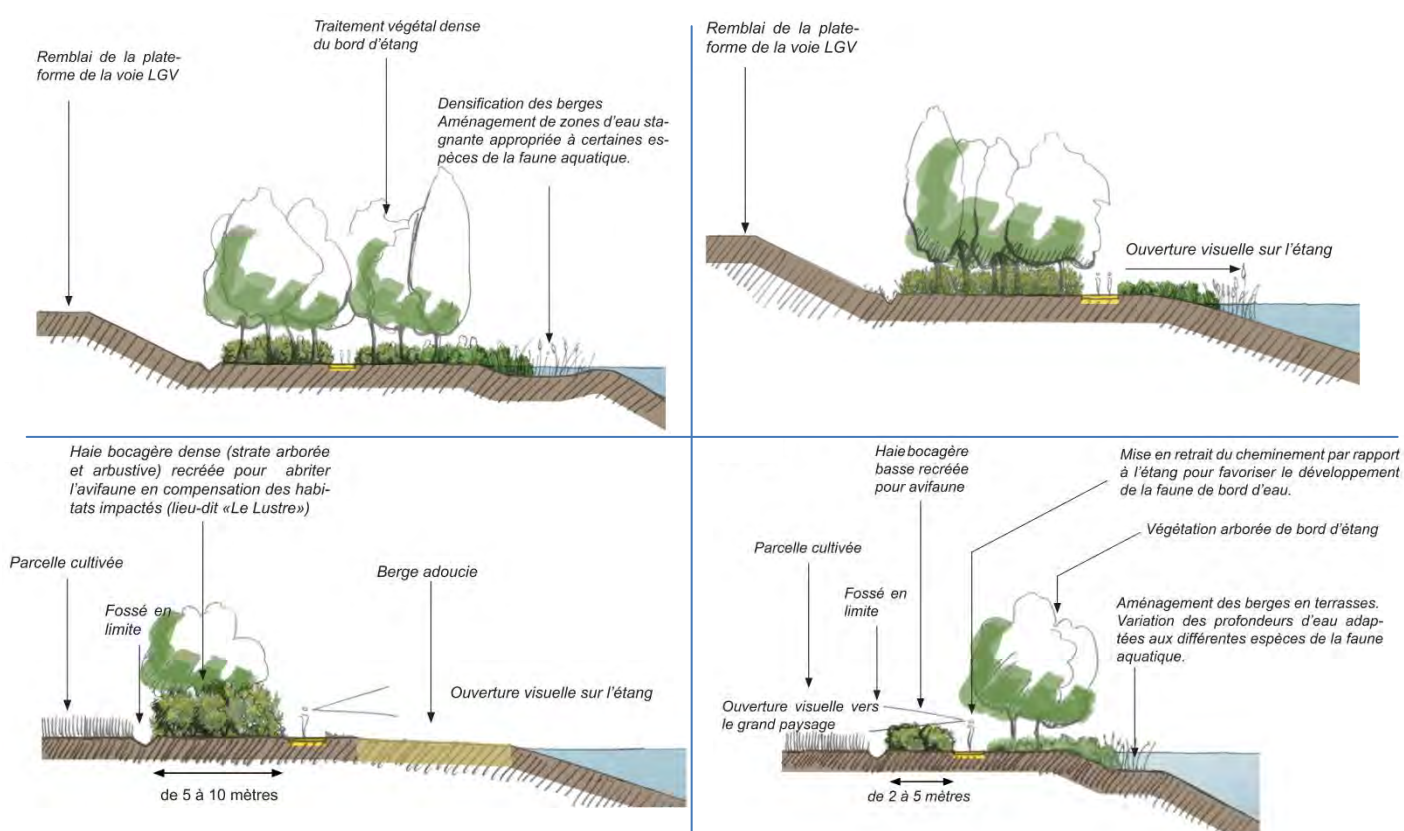 Remblai de la plate-
forme de la voie LGV
Traitement végétal dense
du bord d'étang
Densification des berges
Aménagement de zones d'eau sta-
gnante appropriée à certaines es-
pèces de la faune aquatique.
Remblai de la plate-
forme de la voie LGV
Ouverture visuelle sur l'étang
Haie bocagère dense (strate arborée
et arbustive) recréée pour abriter
l'avifaune en compensation des habi-
tats impactés (lieu-dit «Le Lustre»)
Parcelle cultivée
Fossé en
limite
Berge adoucie
Ouverture visuelle sur l'étang
de 5 à 10 mètres
Haie bocagère
basse recréée
pour avifaune
Mise en retrait du cheminement par rapport
à l'étang pour favoriser le développement
de la faune de bord d'eau.
Végétation arborée de bord d'étang
Parcelle cultivée
Fossé en
limite
Aménagement des berges en terrasses.
Variation des profondeurs d'eau adap-
tées aux différentes espèces de la faune
aquatique.
Ouverture visuelle vers
le grand paysage
de 2 à 5 mètres